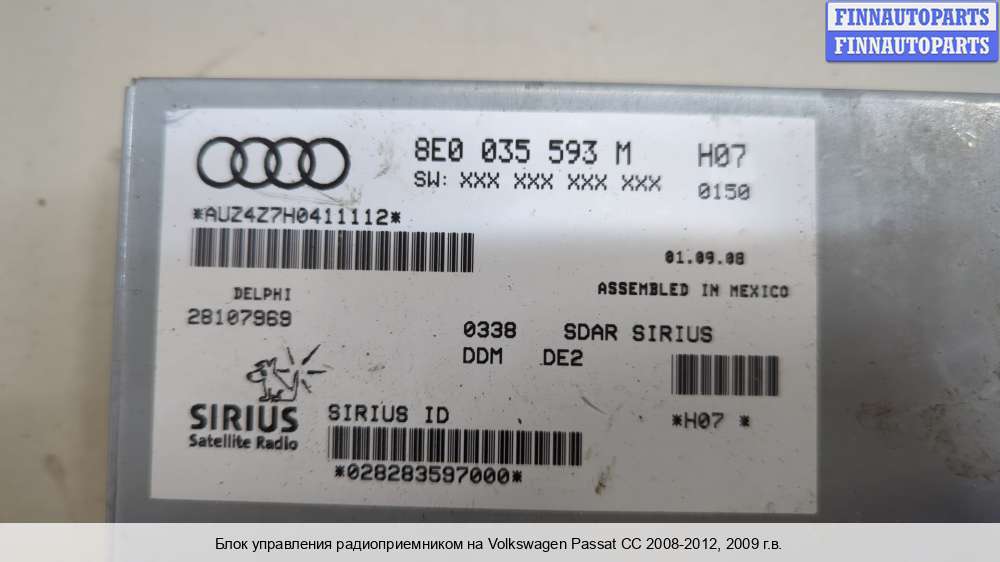 FINNAUTOPARTS
FINNAUTOPARTS
8E0 035 593 M H07
SW: XXX XXX XXX XXX 0150
*AUZ4Z7H0411112*
01.09.08
DELPHI ASSEMBLED IN MEXICO
28107969
0338 SDAR SIRIUS
DDM DE2
SIRIUS
Satellite Radio
SIRIUS ID
*H07 *
*028283597000*
Блок управления радиоприемником на Volkswagen Passat CC 2008-2012, 2009 г.в.